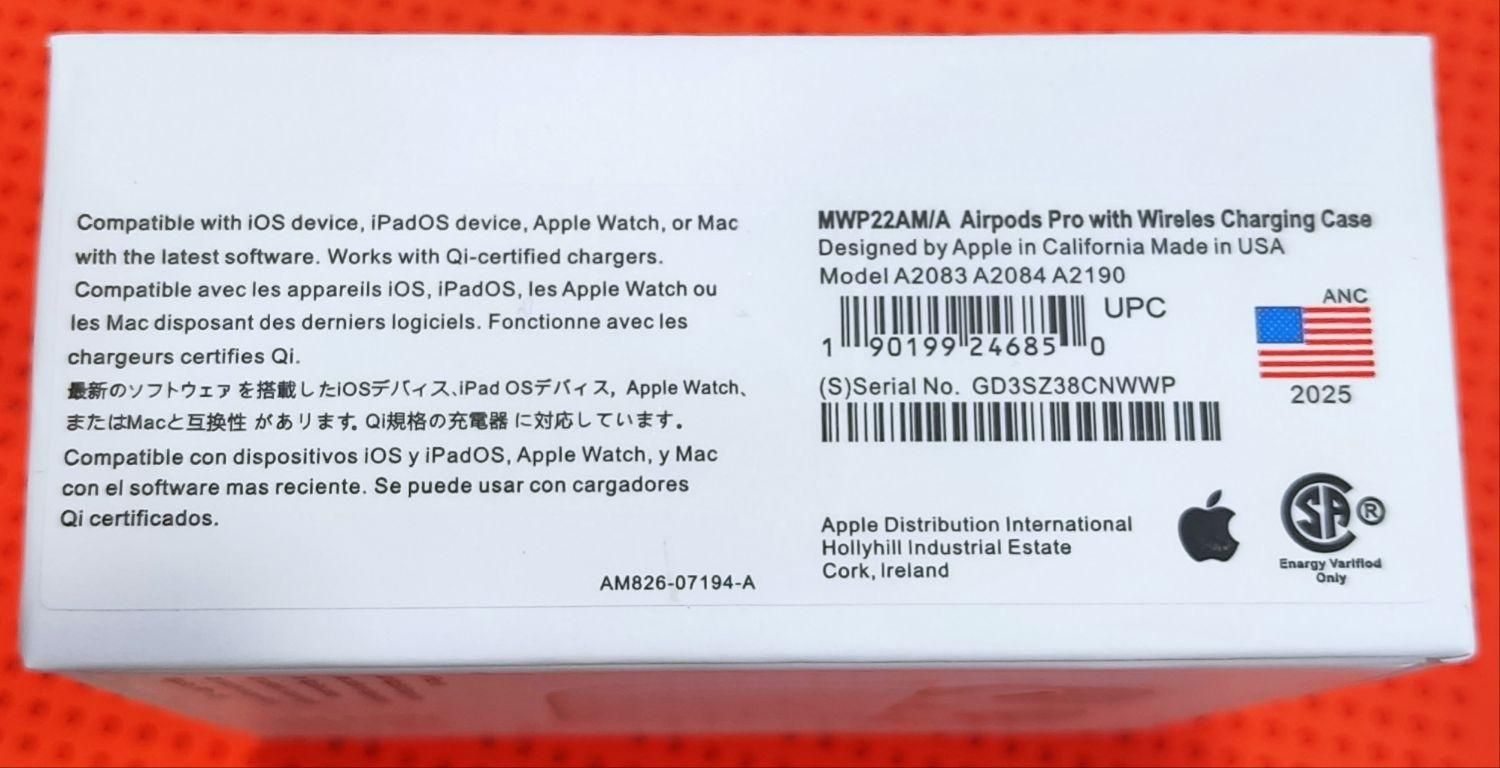 Compatible with iOS device, iPadOS device, Apple Watch, or Mac
with the latest software. Works with Qi-certified chargers.
Compatible avec les appareils iOS, iPadOS, les Apple Watch ou
les Mac disposant des derniers logiciels. Fonctionne avec les
chargeurs certifies Qi.
最新のソフトウェア を搭載したiOSデバイス、iPad OSデバイス, Apple Watch、
またはMacと互換性 があリます。Qi規格の充電器 に対応しています。
Compatible con dispositivos iOS y iPadOS, Apple Watch, y Mac
con el software mas reciente. Se puede usar con cargadores
Qi certificados.
AM826-07194-A
MWP22AM/A Airpods Pro with Wireles Charging Case
Designed by Apple in California Made in USA
Model A2083 A2084 A2190
UPC
1 90199 24685 0
(S)Serial No. GD3SZ38CNWWP
ANC
2025
Apple Distribution International
Hollyhill Industrial Estate
Cork, Ireland
SA ®
Enargy Varifiod
Only